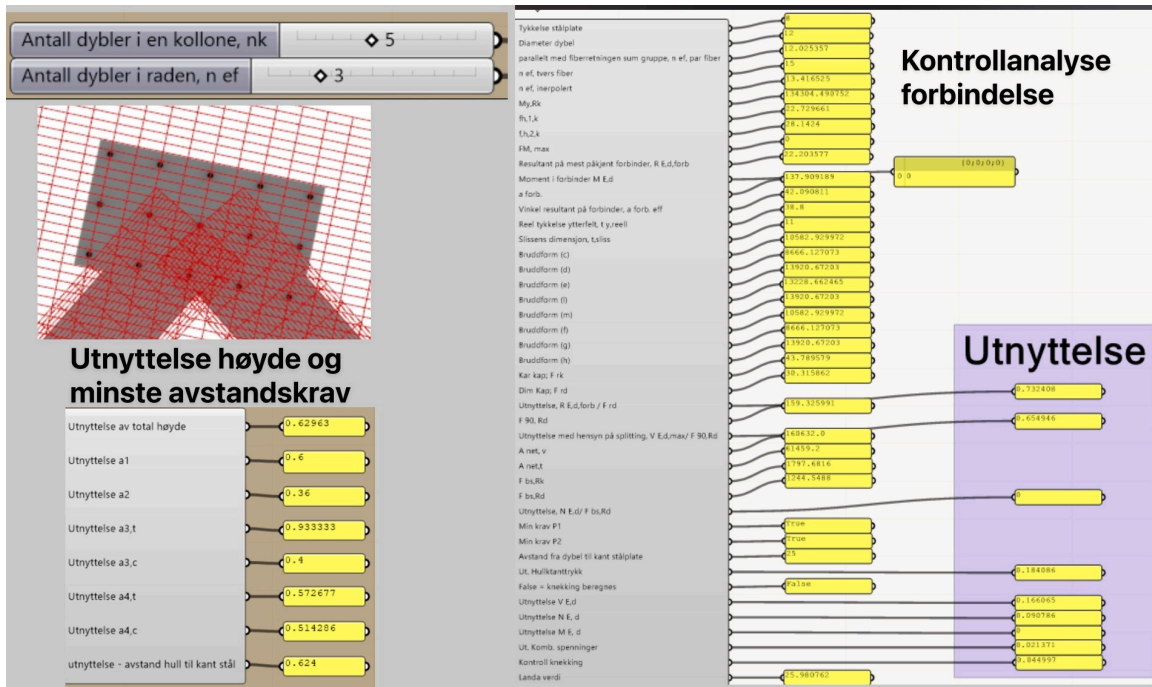 Antall dybler i en kollone, nk
5
Antall dybler i raden, n ef
3
Utnyttelse høyde og
minste avstandskrav
Utnyttelse av total høyde
0.62963
Utnyttelse a1
0.6
Utnyttelse a2
0.36
Utnyttelse a3,t
0.933333
Utnyttelse a3,c
0.4
Utnyttelse a4,t
0.572677
Utnyttelse a4,c
0.514286
utnyttelse - avstand hull til kant stål
0.624
Kontrollanalyse
forbindelse
Utnyttelse
Tykkelse stålplate
Diameter dybel
parallelt med fiberretningen sum gruppe, n ef, par fiber
n ef, tvers fiber
n ef, inerpolert
My,Rk
fh,1,k
f,h,2,k
FM, max
Resultant på mest påkjent forbinder, R E,d,forb
Moment i forbinder M E,d
a forb.
Vinkel resultant på forbinder, a forb. eff
Reel tykkelse ytterfelt, t y,reell
Slissens dimensjon, t,sliss
Bruddform (c)
Bruddform (d)
Bruddform (e)
Bruddform (l)
Bruddform (m)
Bruddform (f)
Bruddform (g)
Bruddform (h)
Kar kap; F rk
Dim Kap; F rd
Utnyttelse, R E,d,forb / F rd
F 90, Rd
Utnyttelse med hensyn på splitting, V E,d,max/ F 90,Rd
A net, v
A net,t
F bs,Rk
F bs,Rd
Utnyttelse, N E,d/ F bs,Rd
Min krav P1
Min krav P2
Avstand fra dybel til kant stålplate
Ut. Hullktanttrykk
False = knekking beregnes
Utnyttelse V E,d
Utnyttelse N E, d
Utnyttelse M E, d
Ut. Komb. spenninger
Kontroll knekking
Landa verdi
8
12
12.025357
15
13.416525
134304.498752
22.729661
28.1424
0
22.203577
137.909189
42.090811
38.8
11
10582.929972
8666.127073
13920.67203
13228.662465
13920.67203
10582.929972
8666.127073
13920.67203
43.789579
30.315862
159.325991
160632.0
61459.2
1797.6816
1244.5488
True
True
25
False
25.980762
{0;0;0;0}
0 0
0.732408
0.654946
0
0.184086
0.166065
0.090786
0
0.021371
0.044997